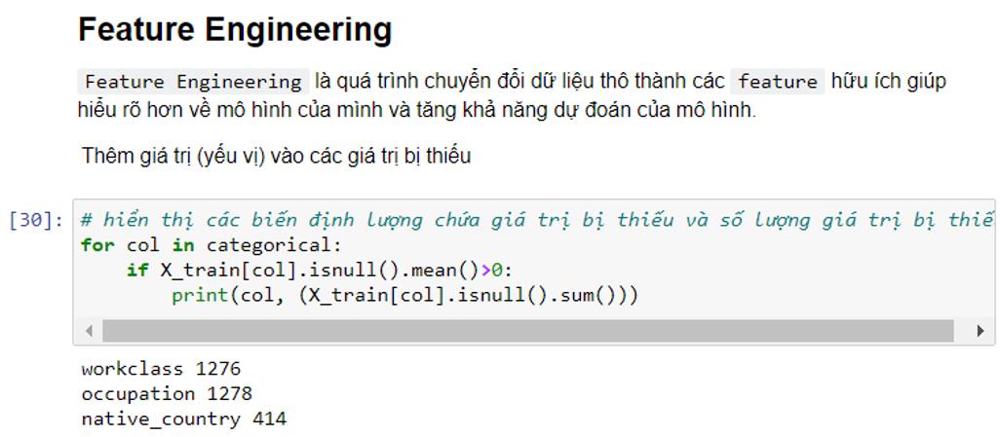 Feature Engineering
Feature Engineering là quá trình chuyển đổi dữ liệu thô thành các feature hữu ích giúp
hiểu rõ hơn về mô hình của mình và tăng khả năng dự đoán của mô hình.
Thêm giá trị (yếu vị) vào các giá trị bị thiếu
[30]: # hiển thị các biến định lượng chứa giá trị bị thiếu và số lượng giá trị bị thiế
for col in categorical:
    if X_train[col].isnull().mean()>0:
        print(col, (X_train[col].isnull().sum()))
workclass 1276
occupation 1278
native_country 414